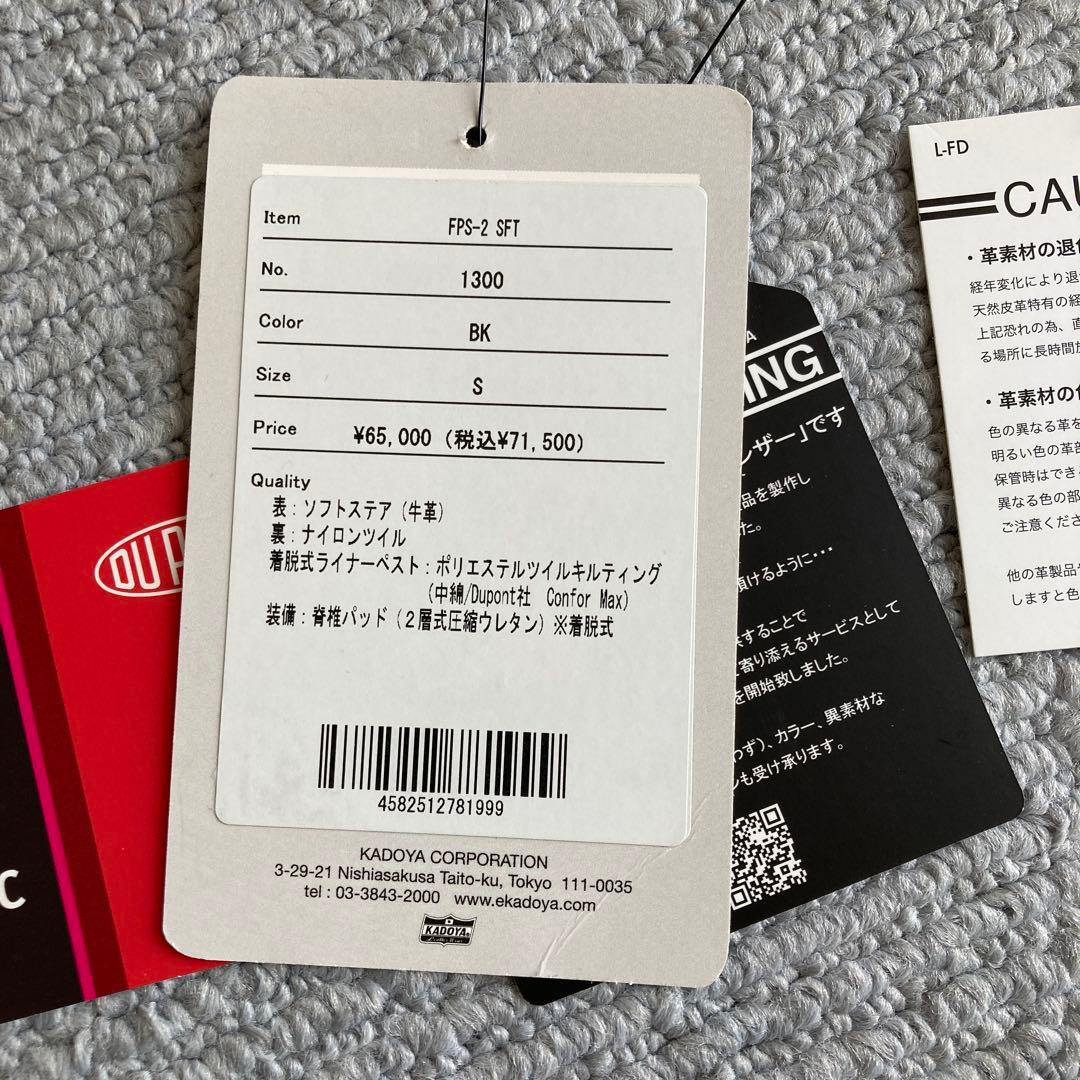 Item FPS-2 SFT
No. 1300
Color BK
Size S
Price ¥65,000 (税込¥71,500)
Quality
表：ソフトステア（牛革）
裏：ナイロンツイル
着脱式ライナーベスト：ポリエステルツイルキルティング
（中綿/Dupont社　Confor Max）
装備：脊椎パッド（２層式圧縮ウレタン）※着脱式
4582512781999
KADOYA CORPORATION
3-29-21 Nishiasakusa Taito-ku, Tokyo 111-0035
tel : 03-3843-2000 www.ekadoya.com
KADOYA
DUP
C
A
ING
ザー」です
品を製作し
た。
頂けるように･･･
することで
寄り添えるサービスとして
を開始致しました。
わず）、カラー、異素材な
も受け承ります。
L-FD
CAU
・革素材の退色
経年変化により退
天然皮革特有の経
上記恐れの為、直
る場所に長時間放
・革素材の色
色の異なる革を
明るい色の革部
保管時はでき
異なる色の部
ご注意くださ
他の革製品や
しますと色